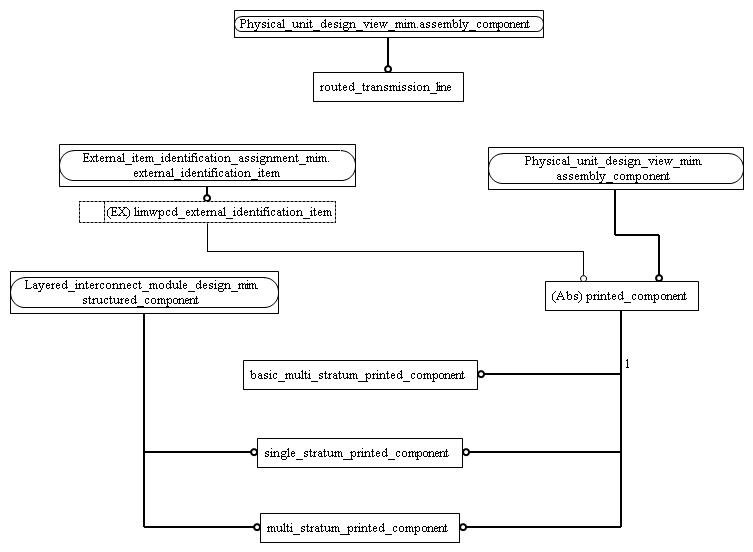 Physical_unit_design_view_mim.assembly_component
routed_transmission_line
External_item_identification_assignment_mim.
external_identification_item
Physical_unit_design_view_mim.
assembly_component
(EX) limwpcd_external_identification_item
Layered_interconnect_module_design_mim.
structured_component
(Abs) printed_component
1
basic_multi_stratum_printed_component
single_stratum_printed_component
multi_stratum_printed_component